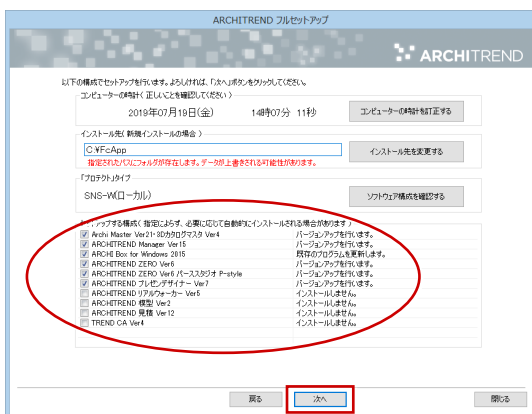 ARCHITREND フルセットアップ
ARCHITREND
以下の構成でセットアップを行います。よろしければ、「次へ」ボタンをクリックしてください。
コンピューターの時計( 正しいことを確認してください )
2019年07月19日(金) 14時07分 11秒 コンピューターの時計を訂正する
インストール先( 新規インストールの場合 )
C:¥FcApp インストール先を変更する
指定されたパスにフォルダが存在します。データが上書きされる可能性があります。
「プロテクト」タイプ
SNS-W(ローカル) ソフトウェア構成を確認する
アップする構成( 指定によらず、必要に応じて自動的にインストールされる場合があります )
Archi Master Ver21・3Dカタログマスタ Ver4 バージョンアップを行います。
ARCHITREND Manager Ver15 バージョンアップを行います。
ARCHI Box for Windows 2015 既存のプログラムを更新します。
ARCHITREND ZERO Ver6 バージョンアップを行います。
ARCHITREND ZERO Ver6 パーススタジオ P-style バージョンアップを行います。
ARCHITREND プレゼンデザイナー Ver7 バージョンアップを行います。
ARCHITREND リアルウォーカー Ver5 インストールしません。
ARCHITREND 模型 Ver2 インストールしません。
ARCHITREND 見積 Ver12 インストールしません。
TREND CA Ver4 インストールしません。
戻る 次へ 閉じる